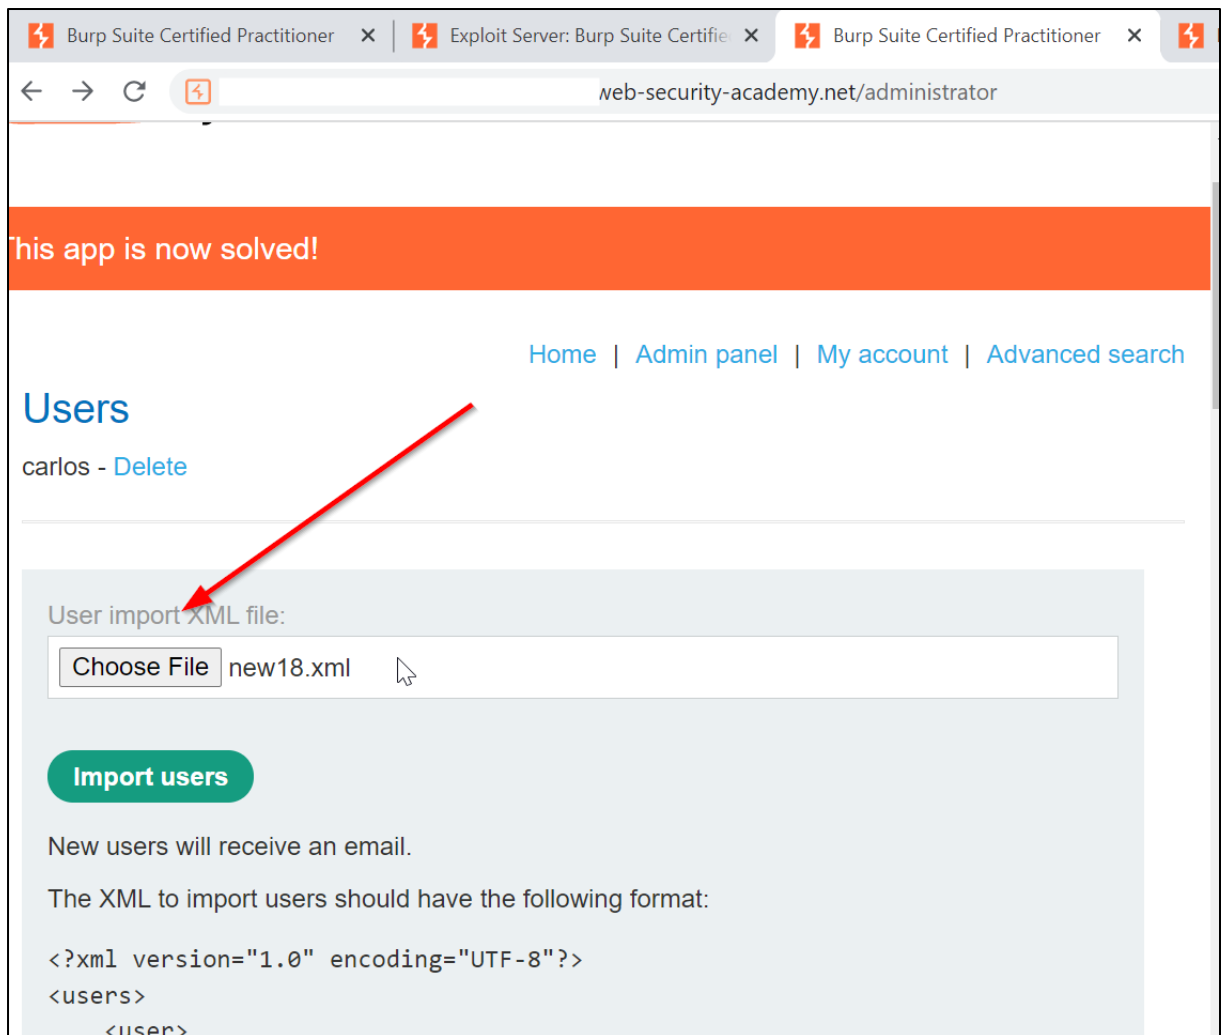 Burp Suite Certified Practitioner
Exploit Server: Burp Suite Certifie
Burp Suite Certified Practitioner
web-security-academy.net/administrator
This app is now solved!
Home | Admin panel | My account | Advanced search
Users
carlos - Delete
User import XML file:
Choose File new18.xml
Import users
New users will receive an email.
The XML to import users should have the following format:
<?xml version="1.0" encoding="UTF-8"?>
<users>
<user>